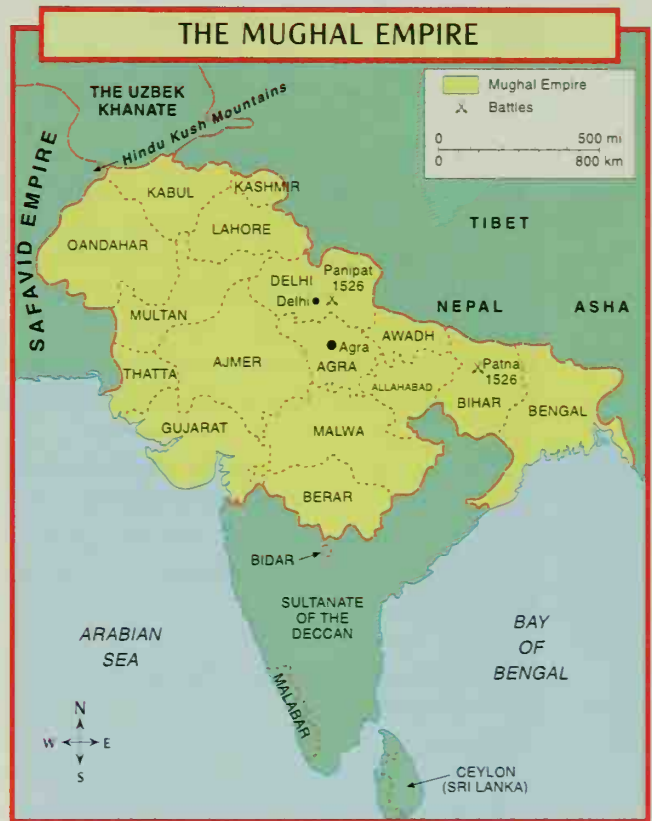 THE MUGHAL EMPIRE
Mughal Empire
Battles
0 500 mi
0 800 km
THE UZBEK
KHANATE
Hindu Kush Mountains
SAFAVID EMPIRE
KABUL
KASHMIR
QANDAHAR
LAHORE
TIBET
DELHI
Panipat
1526
Delhi
NEPAL
ASHA
MULTAN
AWADH
Agra
AGRA
AJMER
Patna
1526
THATTA
ALLAHABAD
BIHAR
BENGAL
GUJARAT
MALWA
BERAR
BIDAR
SULTANATE
OF THE
DECCAN
ARABIAN
SEA
BAY
OF
BENGAL
MALABAR
N
W E
S
CEYLON
(SRI LANKA)